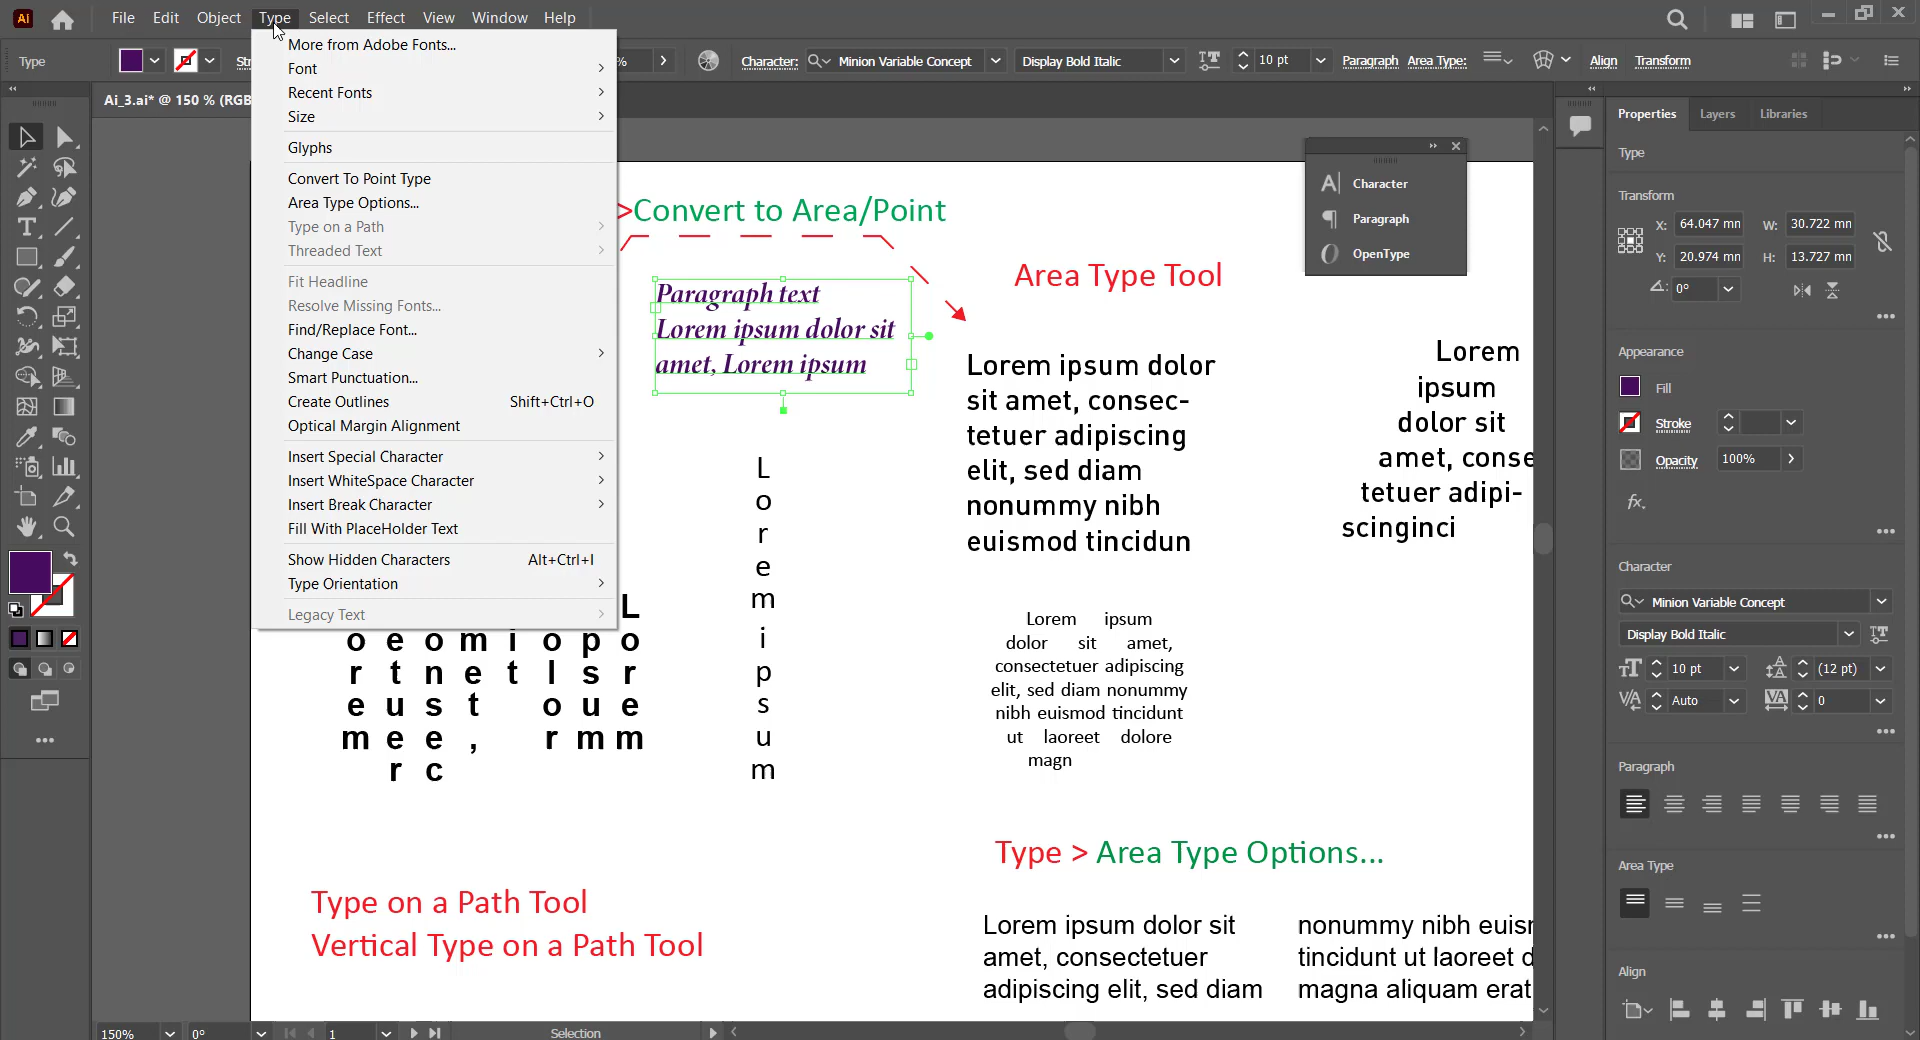 Ai
File Edit Object Type Select Effect View Window Help
Type
Str
%
Character:
Minion Variable Concept
Display Bold Italic
10 pt
Paragraph
Area Type:
Align
Transform
Ai_3.ai* @ 150 % (RGB
More from Adobe Fonts...
Font
Recent Fonts
Size
Glyphs
Convert To Point Type
Area Type Options...
Type on a Path
Threaded Text
Fit Headline
Resolve Missing Fonts...
Find/Replace Font...
Change Case
Smart Punctuation...
Create Outlines Shift+Ctrl+O
Optical Margin Alignment
Insert Special Character
Insert WhiteSpace Character
Insert Break Character
Fill With PlaceHolder Text
Show Hidden Characters Alt+Ctrl+I
Type Orientation
Legacy Text
>Convert to Area/Point
Paragraph text
Lorem ipsum dolor sit
amet, Lorem ipsum
Area Type Tool
Character
Paragraph
OpenType
Lorem ipsum dolor
sit amet, consec-
tetuer adipiscing
elit, sed diam
nonummy nibh
euismod tincidun
Lorem
ipsum
dolor sit
amet, conse
tetuer adipi-
scinginci
L
o
r
e
m
i
p
s
u
m
L
o e o m i o p o
r t n e t l s r
e u s t o u e
m e e , r m m
r c
Lorem ipsum
dolor sit amet,
consectetuer adipiscing
elit, sed diam nonummy
nibh euismod tincidunt
ut laoreet dolore
magn
Type > Area Type Options...
Type on a Path Tool
Vertical Type on a Path Tool
Lorem ipsum dolor sit
amet, consectetuer
adipiscing elit, sed diam
nonummy nibh euisn
tincidunt ut laoreet d
magna aliquam erat
150%
0°
1
Selection
Properties Layers Libraries
Type
Transform
X: 64.047 mm W: 30.722 mm
Y: 20.974 mm H: 13.727 mm
0°
Appearance
Fill
Stroke
Opacity 100%
fx
Character
Minion Variable Concept
Display Bold Italic
10 pt (12 pt)
Auto 0
Paragraph
Area Type
Align